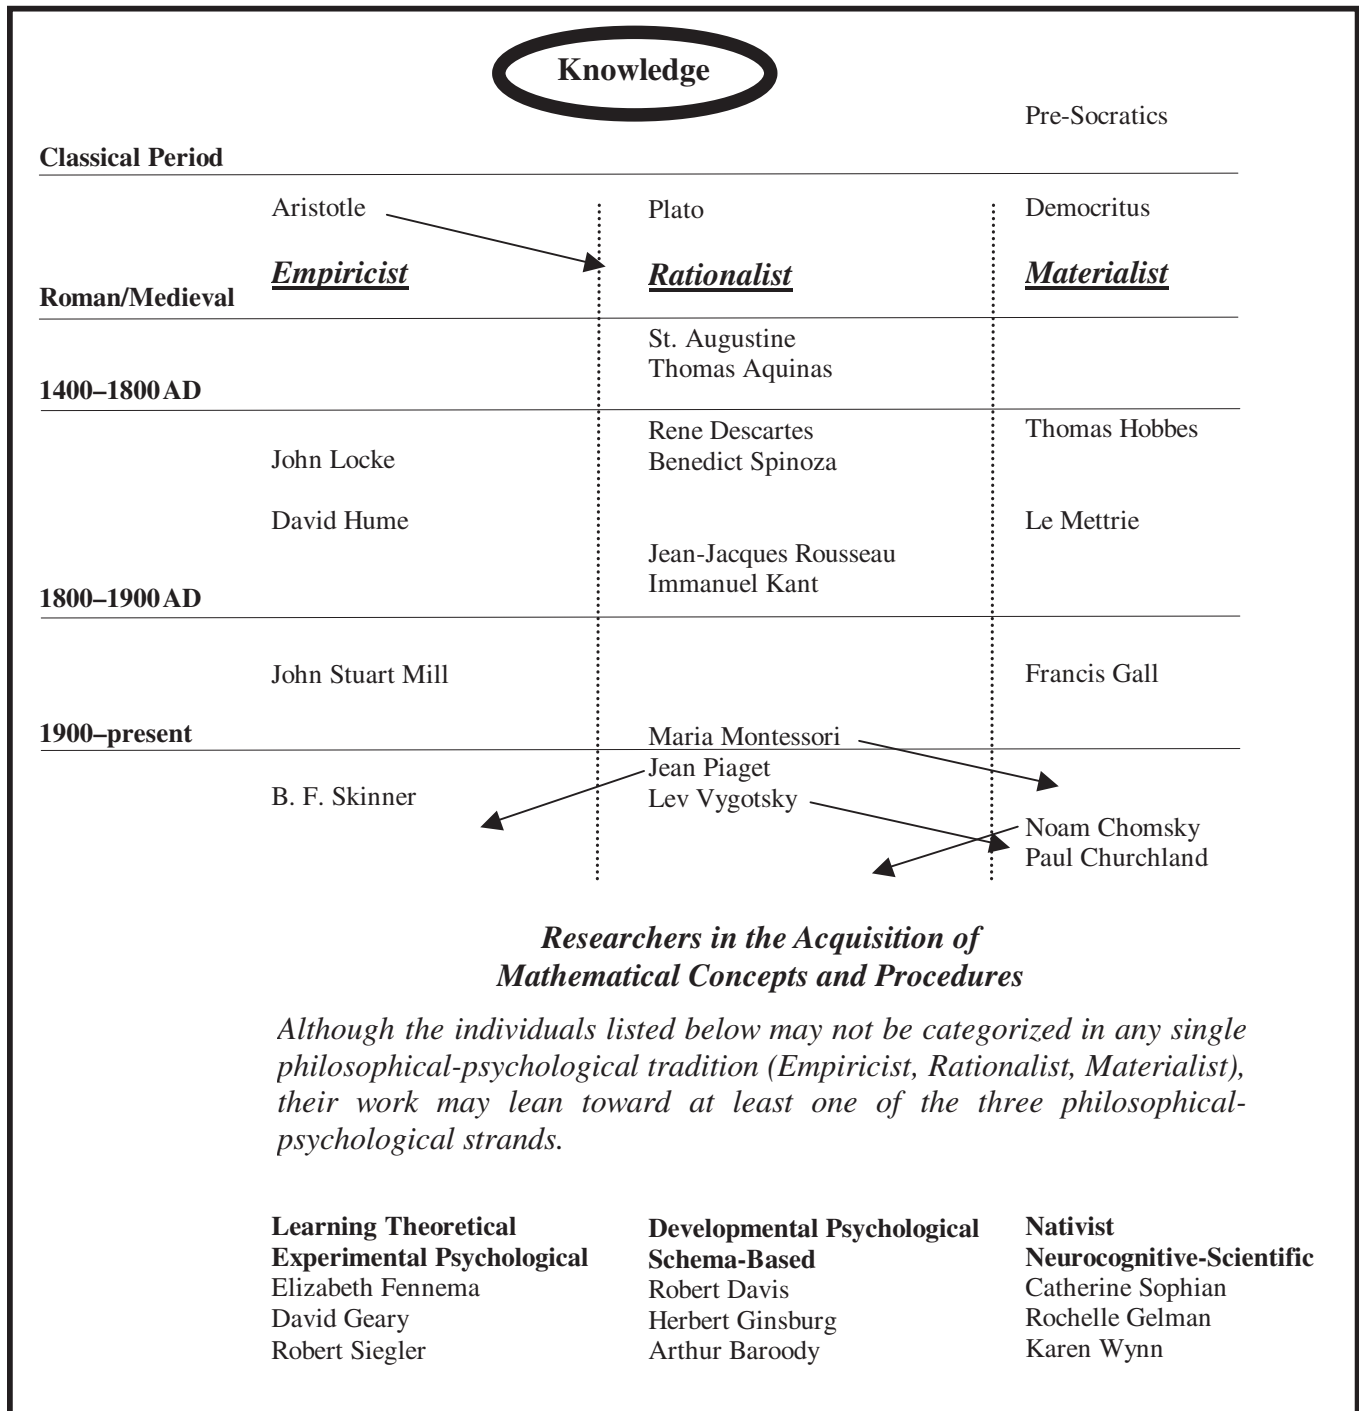 Knowledge
Pre-Socratics
Classical Period
Aristotle Plato Democritus
Empiricist Rationalist Materialist
Roman/Medieval
St. Augustine
Thomas Aquinas
1400–1800 AD
Rene Descartes Thomas Hobbes
John Locke Benedict Spinoza
David Hume Le Mettrie
Jean-Jacques Rousseau
Immanuel Kant
1800–1900 AD
John Stuart Mill Francis Gall
1900–present Maria Montessori
Jean Piaget
B. F. Skinner Lev Vygotsky
Noam Chomsky
Paul Churchland
Researchers in the Acquisition of
Mathematical Concepts and Procedures
Although the individuals listed below may not be categorized in any single
philosophical-psychological tradition (Empiricist, Rationalist, Materialist),
their work may lean toward at least one of the three philosophical-
psychological strands.
Learning Theoretical Developmental Psychological Nativist
Experimental Psychological Schema-Based Neurocognitive-Scientific
Elizabeth Fennema Robert Davis Catherine Sophian
David Geary Herbert Ginsburg Rochelle Gelman
Robert Siegler Arthur Baroody Karen Wynn